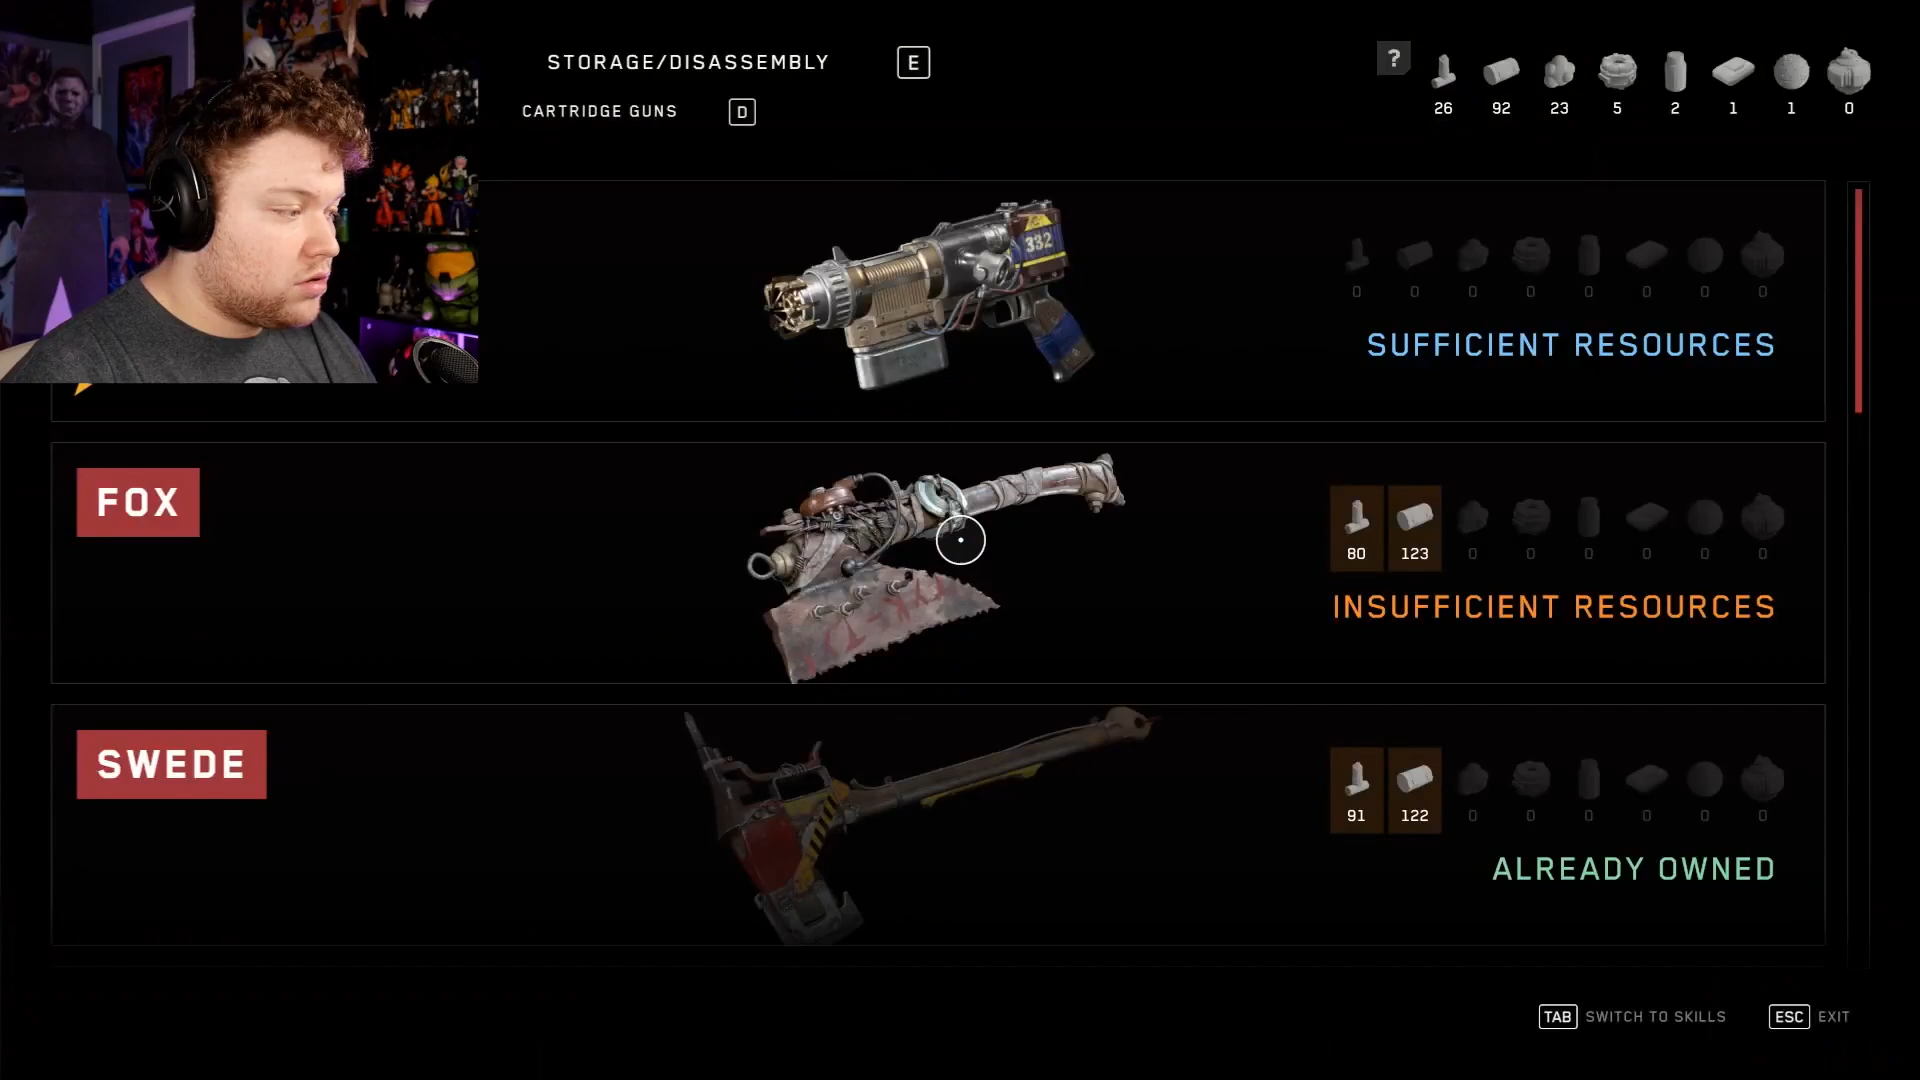 STORAGE/DISASSEMBLY E
CARTRIDGE GUNS D
?
26 92 23 5 2 1 1 0
332
0 0 0 0 0 0 0 0
SUFFICIENT RESOURCES
FOX
80 123 0 0 0 0 0 0
INSUFFICIENT RESOURCES
SWEDE
91 122 0 0 0 0 0 0
ALREADY OWNED
TAB SWITCH TO SKILLS ESC EXIT